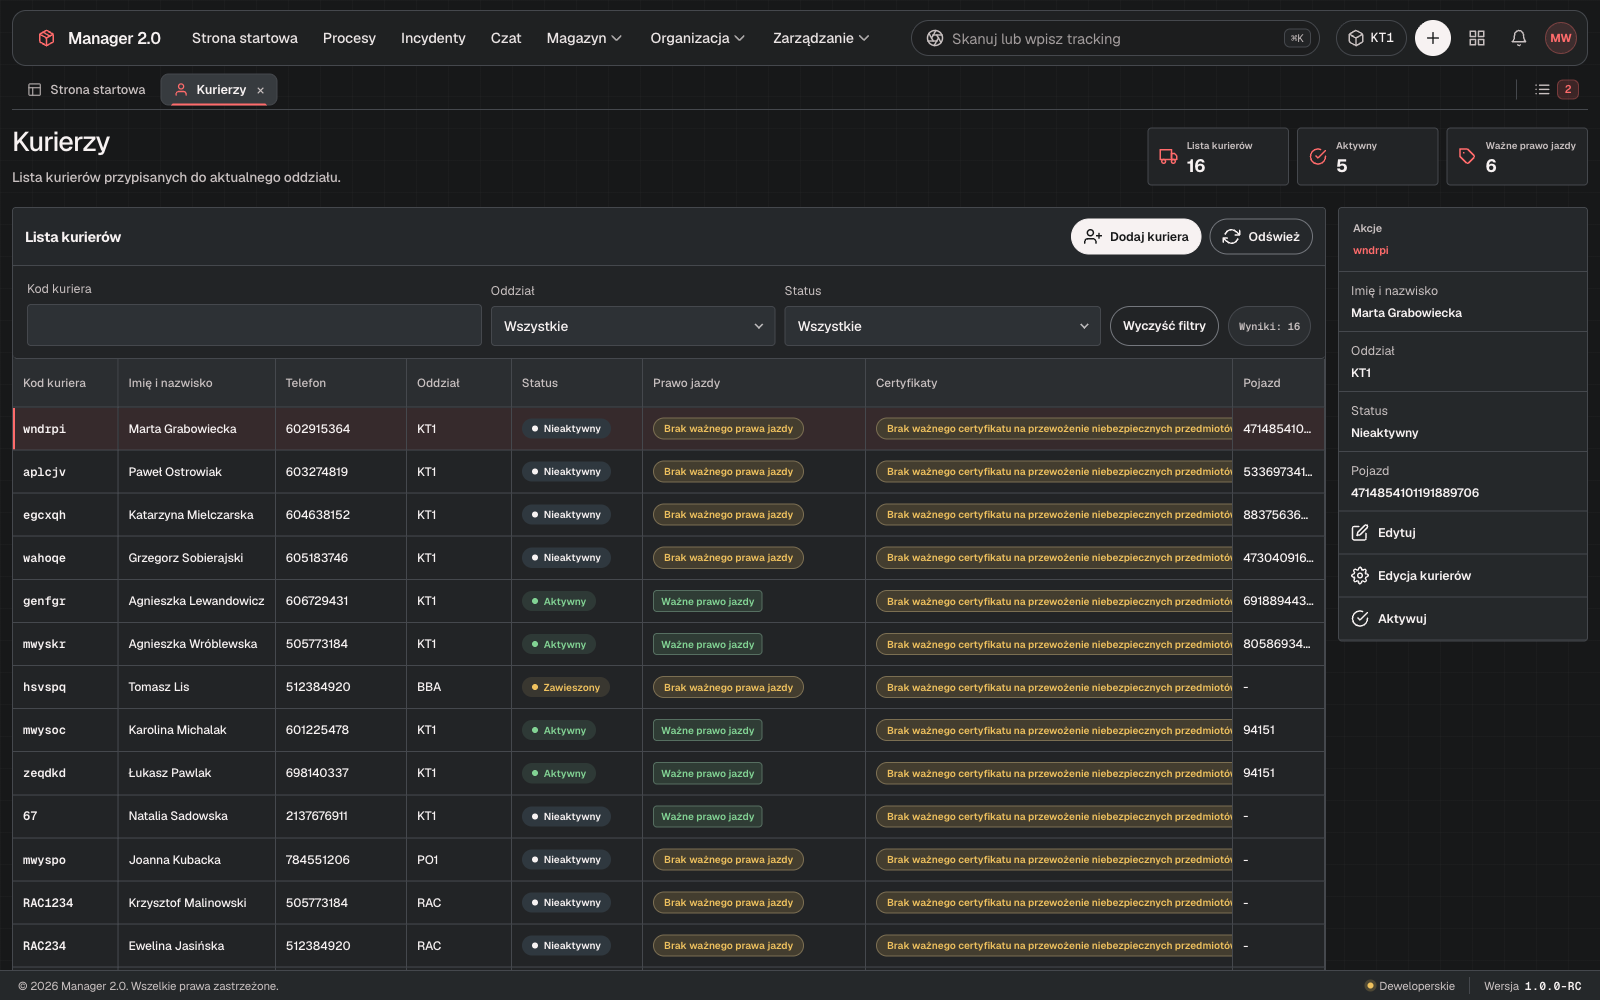 Manager 2.0
Strona startowa
Procesy
Incydenty
Czat
Magazyn
Organizacja
Zarządzanie
Skanuj lub wpisz tracking
⌘K
KT1
MW
Strona startowa
Kurierzy
2
Kurierzy
Lista kurierów przypisanych do aktualnego oddziału.
Lista kurierów
16
Aktywny
5
Ważne prawo jazdy
6
Lista kurierów
Dodaj kuriera
Odśwież
Kod kuriera
Oddział
Status
Wszystkie
Wszystkie
Wyczyść filtry
Wyniki: 16
Kod kuriera Imię i nazwisko Telefon Oddział Status Prawo jazdy Certyfikaty Pojazd
wndrpi Marta Grabowiecka 602915364 KT1 Nieaktywny Brak ważnego prawa jazdy Brak ważnego certyfikatu na przewożenie niebezpiecznych przedmiotów 471485410...
aplcjv Paweł Ostrowiak 603274819 KT1 Nieaktywny Brak ważnego prawa jazdy Brak ważnego certyfikatu na przewożenie niebezpiecznych przedmiotów 533697341...
egcxqh Katarzyna Mielczarska 604638152 KT1 Nieaktywny Brak ważnego prawa jazdy Brak ważnego certyfikatu na przewożenie niebezpiecznych przedmiotów 88375636...
wahoqe Grzegorz Sobierajski 605183746 KT1 Nieaktywny Brak ważnego prawa jazdy Brak ważnego certyfikatu na przewożenie niebezpiecznych przedmiotów 473040916...
genfgr Agnieszka Lewandowicz 606729431 KT1 Aktywny Ważne prawo jazdy Brak ważnego certyfikatu na przewożenie niebezpiecznych przedmiotów 691889443...
mwyskr Agnieszka Wróblewska 505773184 KT1 Aktywny Ważne prawo jazdy Brak ważnego certyfikatu na przewożenie niebezpiecznych przedmiotów 80586934...
hsvspq Tomasz Lis 512384920 BBA Zawieszony Brak ważnego prawa jazdy Brak ważnego certyfikatu na przewożenie niebezpiecznych przedmiotów -
mwysoc Karolina Michalak 601225478 KT1 Aktywny Ważne prawo jazdy Brak ważnego certyfikatu na przewożenie niebezpiecznych przedmiotów 94151
zeqdkd Łukasz Pawlak 698140337 KT1 Aktywny Ważne prawo jazdy Brak ważnego certyfikatu na przewożenie niebezpiecznych przedmiotów 94151
67 Natalia Sadowska 2137676911 KT1 Nieaktywny Ważne prawo jazdy Brak ważnego certyfikatu na przewożenie niebezpiecznych przedmiotów -
mwyspo Joanna Kubacka 784551206 PO1 Nieaktywny Brak ważnego prawa jazdy Brak ważnego certyfikatu na przewożenie niebezpiecznych przedmiotów -
RAC1234 Krzysztof Malinowski 505773184 RAC Nieaktywny Brak ważnego prawa jazdy Brak ważnego certyfikatu na przewożenie niebezpiecznych przedmiotów -
RAC234 Ewelina Jasińska 512384920 RAC Nieaktywny Brak ważnego prawa jazdy Brak ważnego certyfikatu na przewożenie niebezpiecznych przedmiotów -
Akcje
wndrpi
Imię i nazwisko
Marta Grabowiecka
Oddział
KT1
Status
Nieaktywny
Pojazd
4714854101191889706
Edytuj
Edycja kurierów
Aktywuj
© 2026 Manager 2.0. Wszelkie prawa zastrzeżone.
Deweloperskie
Wersja 1.0.0-RC